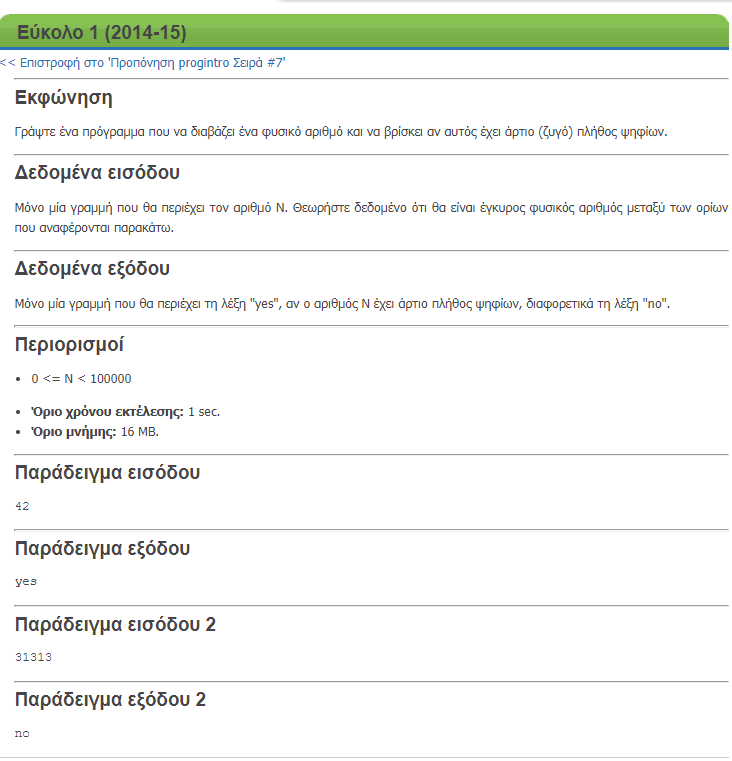 Εύκολο 1 (2014-15)
<< Επιστροφή στο 'Προπόνηση progintro Σειρά #7'
Εκφώνηση
Γράψτε ένα πρόγραμμα που να διαβάζει ένα φυσικό αριθμό και να βρίσκει αν αυτός έχει άρτιο (ζυγό) πλήθος ψηφίων.
Δεδομένα εισόδου
Μόνο μία γραμμή που θα περιέχει τον αριθμό N. Θεωρήστε δεδομένο ότι θα είναι έγκυρος φυσικός αριθμός μεταξύ των ορίων
που αναφέρονται παρακάτω.
Δεδομένα εξόδου
Μόνο μία γραμμή που θα περιέχει τη λέξη "yes", αν ο αριθμός N έχει άρτιο πλήθος ψηφίων, διαφορετικά τη λέξη "no".
Περιορισμοί
• 0 <= N < 100000
• Όριο χρόνου εκτέλεσης: 1 sec.
• Όριο μνήμης: 16 MB.
Παράδειγμα εισόδου
42
Παράδειγμα εξόδου
yes
Παράδειγμα εισόδου 2
31313
Παράδειγμα εξόδου 2
no